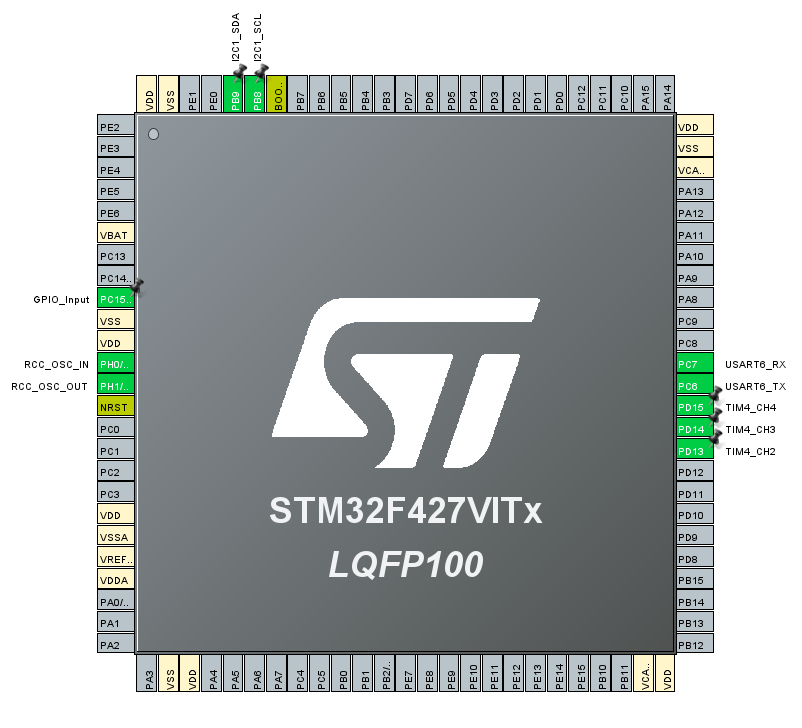 I2C1_SDA
I2C1_SCL
VDD
VSS
PE1
PE0
PB9
PB8
BOO..
PB7
PB6
PB5
PB4
PB3
PD7
PD6
PD5
PD4
PD3
PD2
PD1
PD0
PC12
PC11
PC10
PA15
PA14
PE2
PE3
PE4
PE5
PE6
VBAT
PC13
PC14..
GPIO_Input PC15..
VSS
VDD
RCC_OSC_IN PH0/..
RCC_OSC_OUT PH1/..
NRST
PC0
PC1
PC2
PC3
VDD
VSSA
VREF..
VDDA
PA0/..
PA1
PA2
ST
STM32F427VITx
LQFP100
VDD
VSS
VCA..
PA13
PA12
PA11
PA10
PA9
PA8
PC9
PC8
PC7 USART6_RX
PC6 USART6_TX
PD15 TIM4_CH4
PD14 TIM4_CH3
PD13 TIM4_CH2
PD12
PD11
PD10
PD9
PD8
PB15
PB14
PB13
PB12
PA3
VSS
VDD
PA4
PA5
PA6
PA7
PC4
PC5
PB0
PB1
PB2/..
PE7
PE8
PE9
PE10
PE11
PE12
PE13
PE14
PE15
PB10
PB11
VCA..
VDD